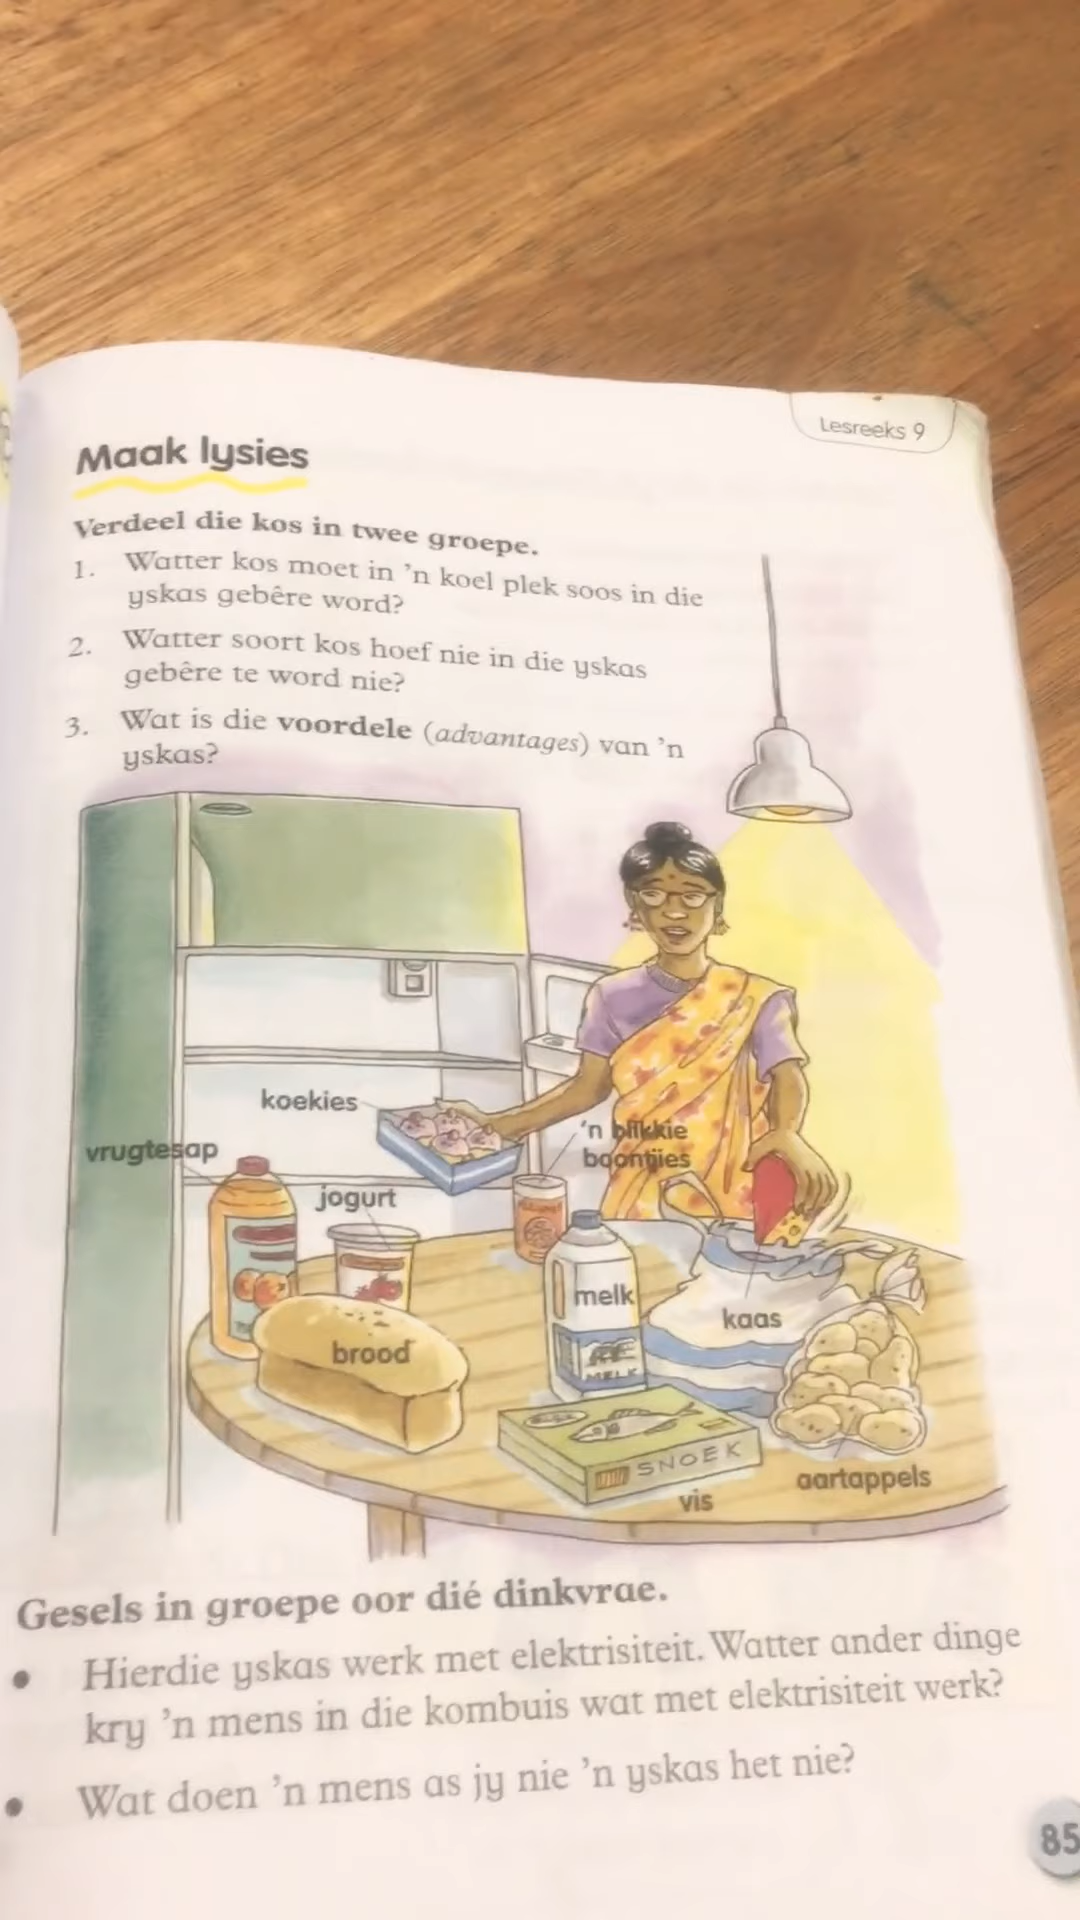 Lesreeks 9
Maak lysies
Verdeel die kos in twee groepe.
1. Watter kos moet in 'n koel plek soos in die
yskas gebêre word?
2. Watter soort kos hoef nie in die yskas
gebêre te word nie?
3. Wat is die voordele (advantages) van 'n
yskas?
koekies
vrugtesap
jogurt
'n blikkie
boontjies
melk
MELK
kaas
brood
SNOEK
vis
aartappels
Gesels in groepe oor dié dinkvrae.
• Hierdie yskas werk met elektrisiteit. Watter ander dinge
kry 'n mens in die kombuis wat met elektrisiteit werk?
• Wat doen 'n mens as jy nie 'n yskas het nie?
85